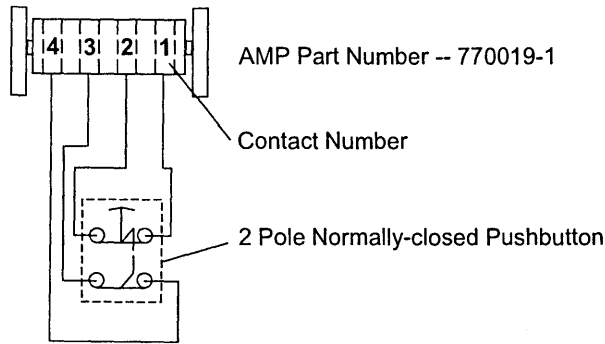 4 3 2 1
AMP Part Number -- 770019-1
Contact Number
2 Pole Normally-closed Pushbutton